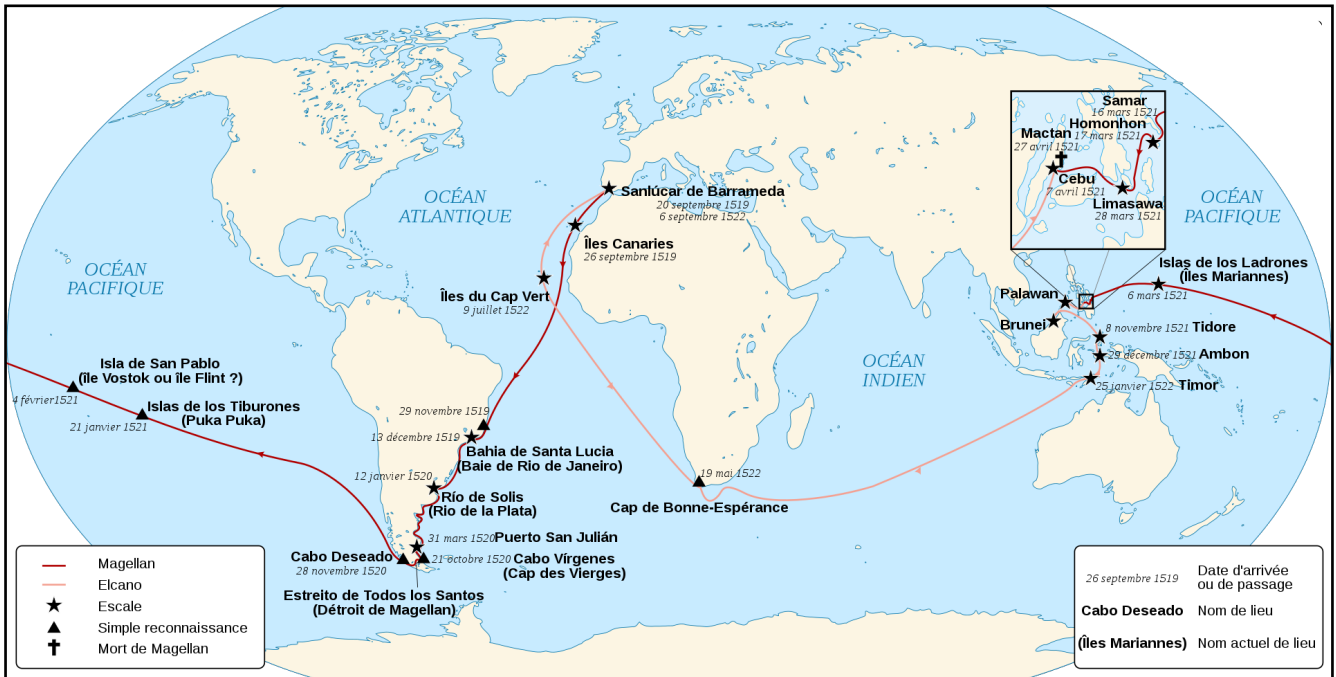 Samar
16 mars 1521
Homonhon
17 mars 1521
Mactan
27 avril 1521
Cebu
7 avril 1521
Limasawa
28 mars 1521
OCÉAN
ATLANTIQUE
Sanlúcar de Barrameda
20 septembre 1519
6 septembre 1522
OCÉAN
PACIFIQUE
Îles Canaries
26 septembre 1519
OCÉAN
PACIFIQUE
Islas de los Ladrones
(Îles Mariannes)
6 mars 1521
Îles du Cap Vert
9 juillet 1522
Palawan
Brunei
8 novembre 1521 Tidore
29 décembre 1521 Ambon
25 janvier 1522 Timor
OCÉAN
INDIEN
Isla de San Pablo
(île Vostok ou île Flint ?)
4 février1521
Islas de los Tiburones
(Puka Puka)
21 janvier 1521
29 novembre 1519
13 décembre 1519
Bahia de Santa Lucia
(Baie de Rio de Janeiro)
12 janvier 1520
Río de Solis
(Rio de la Plata)
19 mai 1522
Cap de Bonne-Espérance
31 mars 1520 Puerto San Julián
Cabo Deseado
28 novembre 1520
21 octobre 1520 Cabo Vírgenes
(Cap des Vierges)
Estreito de Todos los Santos
(Détroit de Magellan)
Magellan
Elcano
Escale
Simple reconnaissance
Mort de Magellan
26 septembre 1519 Date d'arrivée
ou de passage
Cabo Deseado Nom de lieu
(Îles Mariannes) Nom actuel de lieu